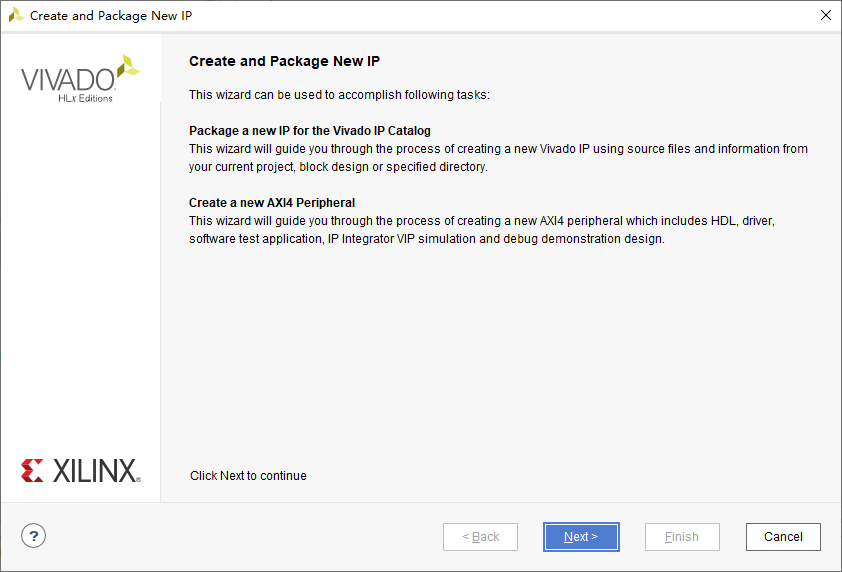 Create and Package New IP
VIVADO
HLx Editions
Create and Package New IP
This wizard can be used to accomplish following tasks:
Package a new IP for the Vivado IP Catalog
This wizard will guide you through the process of creating a new Vivado IP using source files and information from
your current project, block design or specified directory.
Create a new AXI4 Peripheral
This wizard will guide you through the process of creating a new AXI4 peripheral which includes HDL, driver,
software test application, IP Integrator VIP simulation and debug demonstration design.
XILINX®
Click Next to continue
?
< Back
Next >
Finish
Cancel